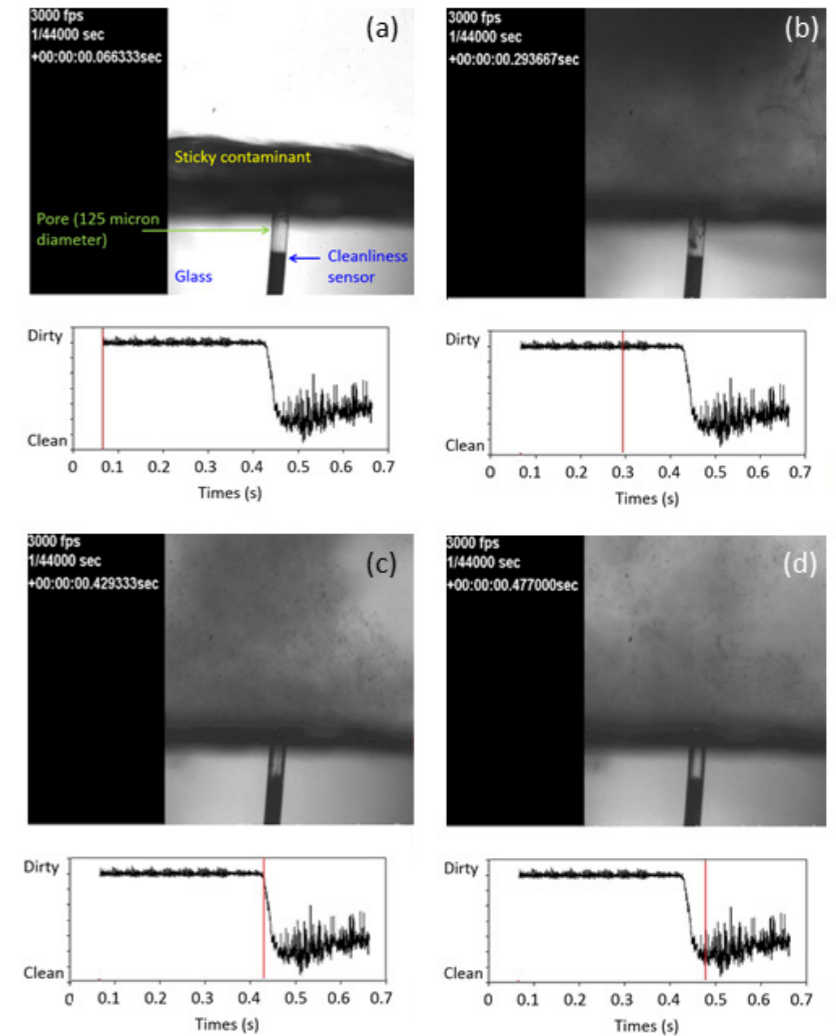 3000 fps
1/44000 sec
+00:00:00.066333sec
(a)
Sticky contaminant
Pore (125 micron
diameter)
Cleanliness
sensor
Glass
3000 fps
1/44000 sec
+00:00:00.293667sec
(b)
Dirty
Clean
0 0.1 0.2 0.3 0.4 0.5 0.6 0.7
Times (s)
Dirty
Clean
0 0.1 0.2 0.3 0.4 0.5 0.6 0.7
Times (s)
3000 fps
1/44000 sec
+00:00:00.429333sec
(c)
3000 fps
1/44000 sec
+00:00:00.477000sec
(d)
Dirty
Clean
0 0.1 0.2 0.3 0.4 0.5 0.6 0.7
Times (s)
Dirty
Clean
0 0.1 0.2 0.3 0.4 0.5 0.6 0.7
Times (s)